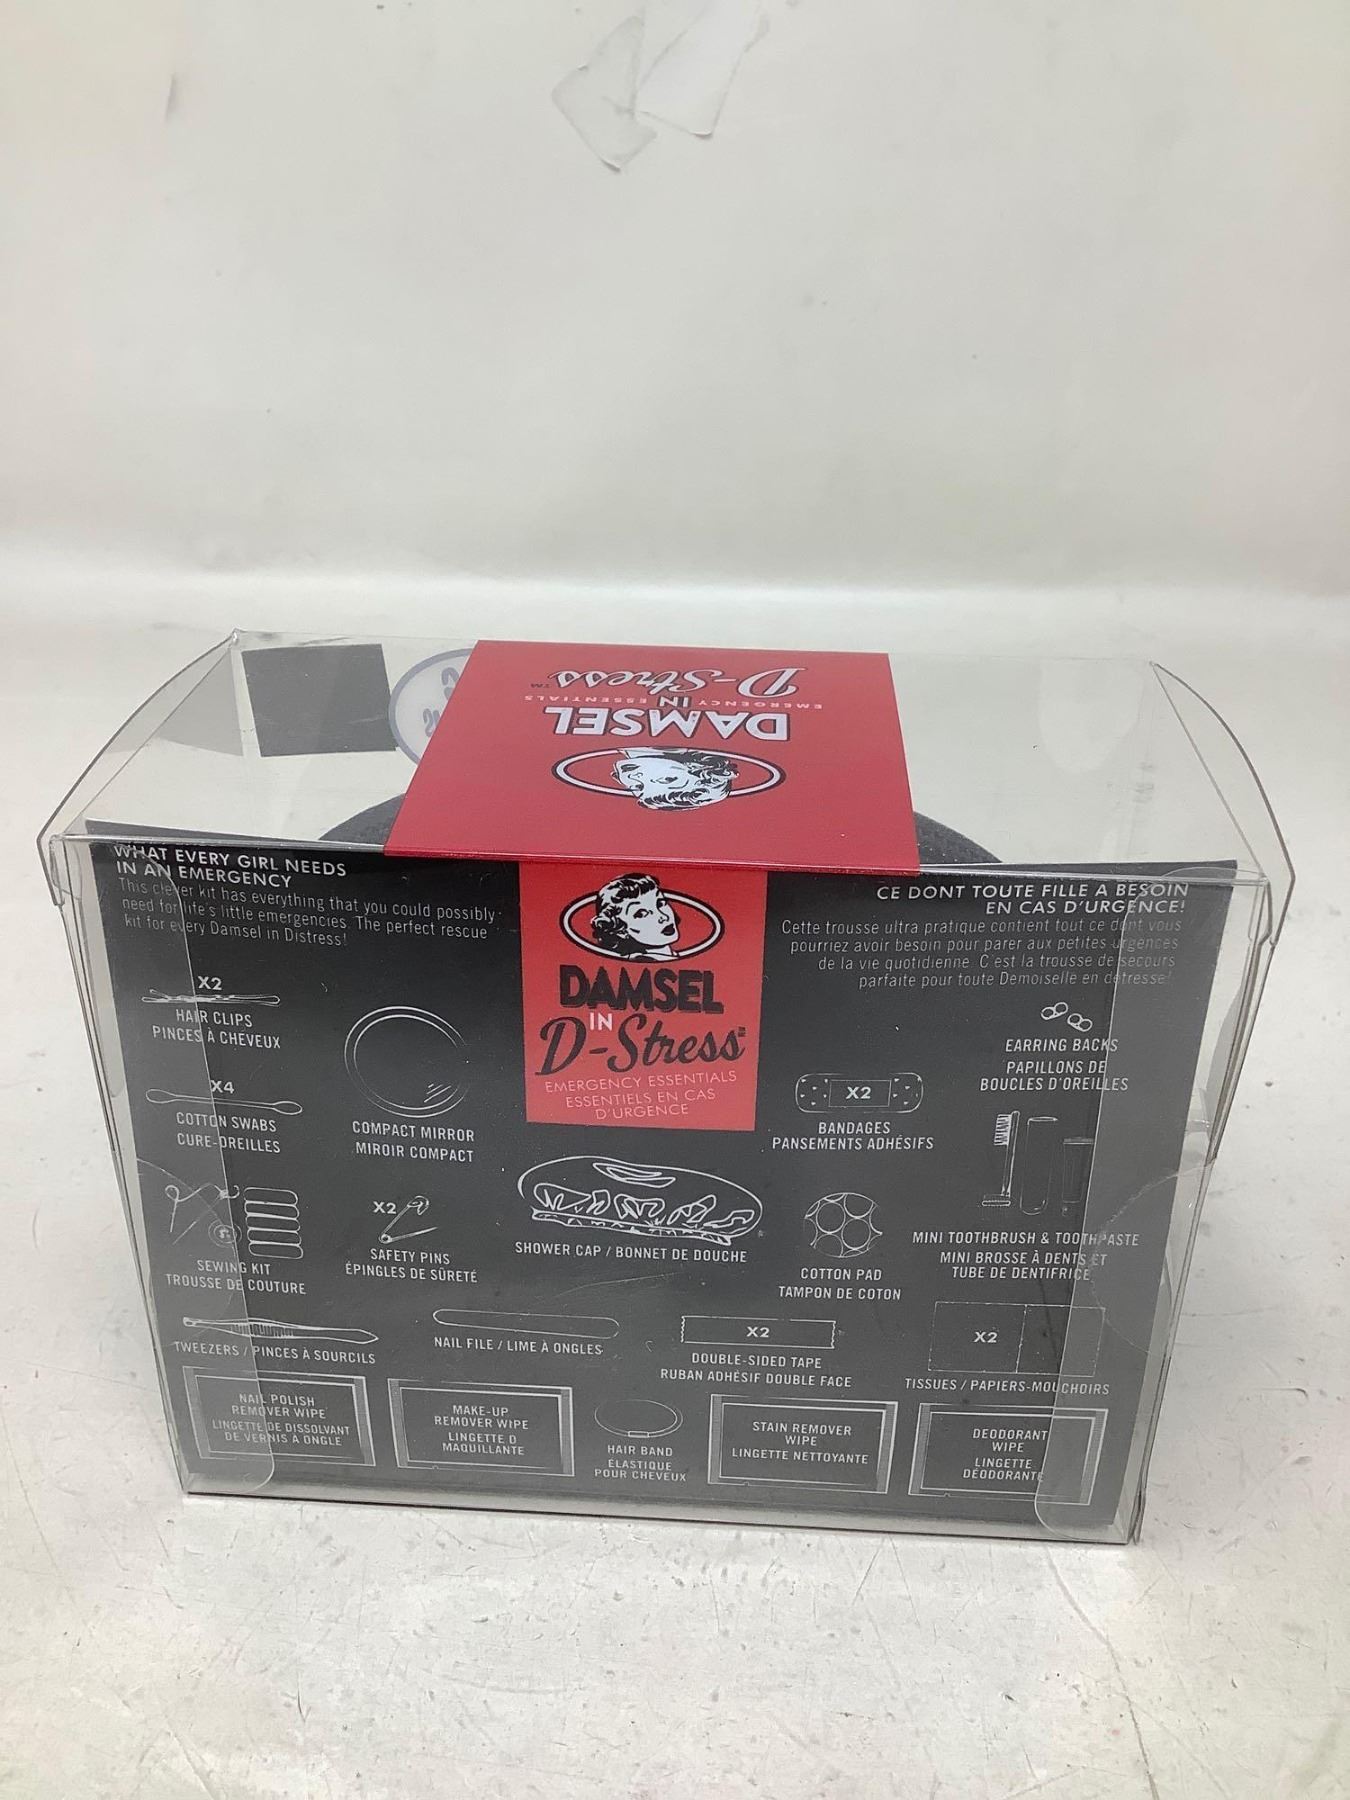 DAMSEL
IN
EMERGENCY ESSENTIALS
D-Stress™
WHAT EVERY GIRL NEEDS
IN AN EMERGENCY
This clever kit has everything that you could possibly
need for life's little emergencies. The perfect rescue
kit for every Damsel in Distress!
DAMSEL
IN
D-Stress
EMERGENCY ESSENTIALS
ESSENTIELS EN CAS
D'URGENCE
CE DONT TOUTE FILLE A BESOIN
EN CAS D'URGENCE!
Cette trousse ultra pratique contient tout ce dont vous
pourriez avoir besoin pour parer aux petites urgences
de la vie quotidienne. C'est la trousse de secours
parfaite pour toute Demoiselle en détresse!
X2
HAIR CLIPS
PINCES À CHEVEUX
X4
COTTON SWABS
CURE-OREILLES
COMPACT MIRROR
MIROIR COMPACT
X2
BANDAGES
PANSEMENTS ADHÉSIFS
EARRING BACKS
PAPILLONS DE
BOUCLES D'OREILLES
SEWING KIT
TROUSSE DE COUTURE
X2
SAFETY PINS
ÉPINGLES DE SÛRETÉ
SHOWER CAP / BONNET DE DOUCHE
COTTON PAD
TAMPON DE COTON
MINI TOOTHBRUSH & TOOTHPASTE
MINI BROSSE À DENTS ET
TUBE DE DENTIFRICE
TWEEZERS / PINCES À SOURCILS
NAIL FILE / LIME À ONGLES
X2
DOUBLE-SIDED TAPE
RUBAN ADHÉSIF DOUBLE FACE
X2
TISSUES / PAPIERS-MOUCHOIRS
NAIL POLISH
REMOVER WIPE
LINGETTE DE DISSOLVANT
DE VERNIS À ONGLE
MAKE-UP
REMOVER WIPE
LINGETTE D
MAQUILLANTE
HAIR BAND
ÉLASTIQUE
POUR CHEVEUX
STAIN REMOVER
WIPE
LINGETTE NETTOYANTE
DEODORANT
WIPE
LINGETTE
DÉODORANTE